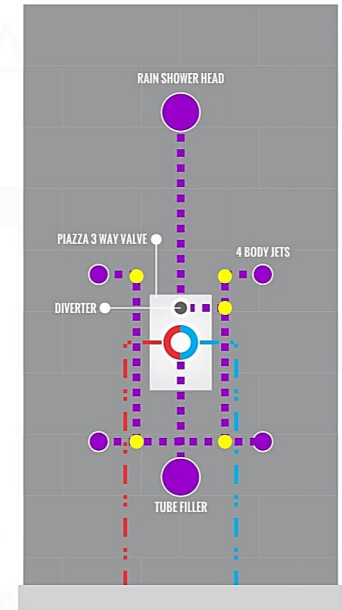 RAIN SHOWER HEAD
PIAZZA 3 WAY VALVE
4 BODY JETS
DIVERTER
TUBE FILLER